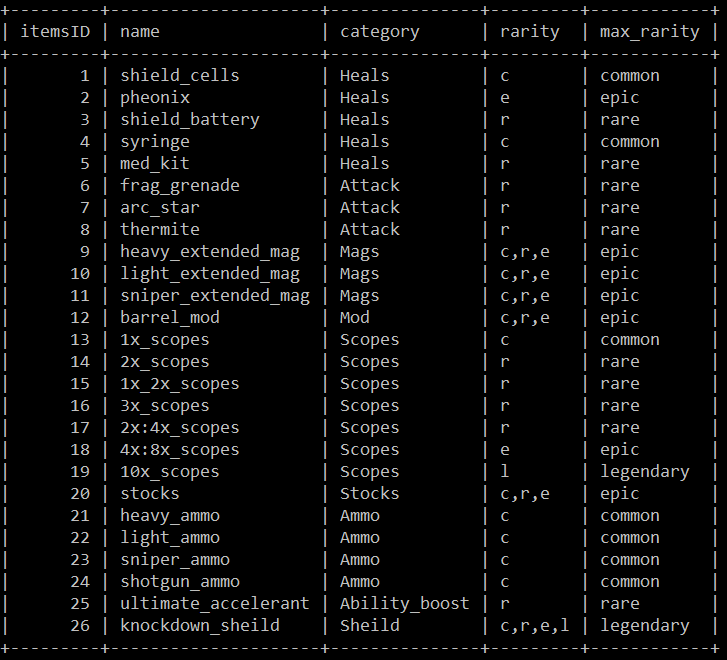 +---------+---------------------+---------------+---------+------------+
| itemsID | name                | category      | rarity  | max_rarity |
+---------+---------------------+---------------+---------+------------+
|       1 | shield_cells        | Heals         | c       | common     |
|       2 | pheonix             | Heals         | e       | epic       |
|       3 | shield_battery      | Heals         | r       | rare       |
|       4 | syringe             | Heals         | c       | common     |
|       5 | med_kit             | Heals         | r       | rare       |
|       6 | frag_grenade        | Attack        | r       | rare       |
|       7 | arc_star            | Attack        | r       | rare       |
|       8 | thermite            | Attack        | r       | rare       |
|       9 | heavy_extended_mag  | Mags          | c,r,e   | epic       |
|      10 | light_extended_mag  | Mags          | c,r,e   | epic       |
|      11 | sniper_extended_mag | Mags          | c,r,e   | epic       |
|      12 | barrel_mod          | Mod           | c,r,e   | epic       |
|      13 | 1x_scopes           | Scopes        | c       | common     |
|      14 | 2x_scopes           | Scopes        | r       | rare       |
|      15 | 1x_2x_scopes        | Scopes        | r       | rare       |
|      16 | 3x_scopes           | Scopes        | r       | rare       |
|      17 | 2x:4x_scopes        | Scopes        | r       | rare       |
|      18 | 4x:8x_scopes        | Scopes        | e       | epic       |
|      19 | 10x_scopes          | Scopes        | l       | legendary  |
|      20 | stocks              | Stocks        | c,r,e   | epic       |
|      21 | heavy_ammo          | Ammo          | c       | common     |
|      22 | light_ammo          | Ammo          | c       | common     |
|      23 | sniper_ammo         | Ammo          | c       | common     |
|      24 | shotgun_ammo        | Ammo          | c       | common     |
|      25 | ultimate_accelerant | Ability_boost | r       | rare       |
|      26 | knockdown_sheild    | Sheild        | c,r,e,l | legendary  |
+---------+---------------------+---------------+---------+------------+